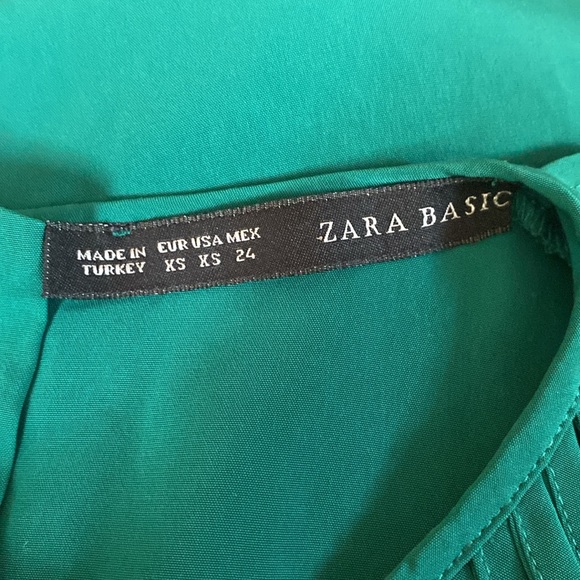 MADE IN TURKEY
EUR USA MEX
XS XS 24
ZARA BASIC